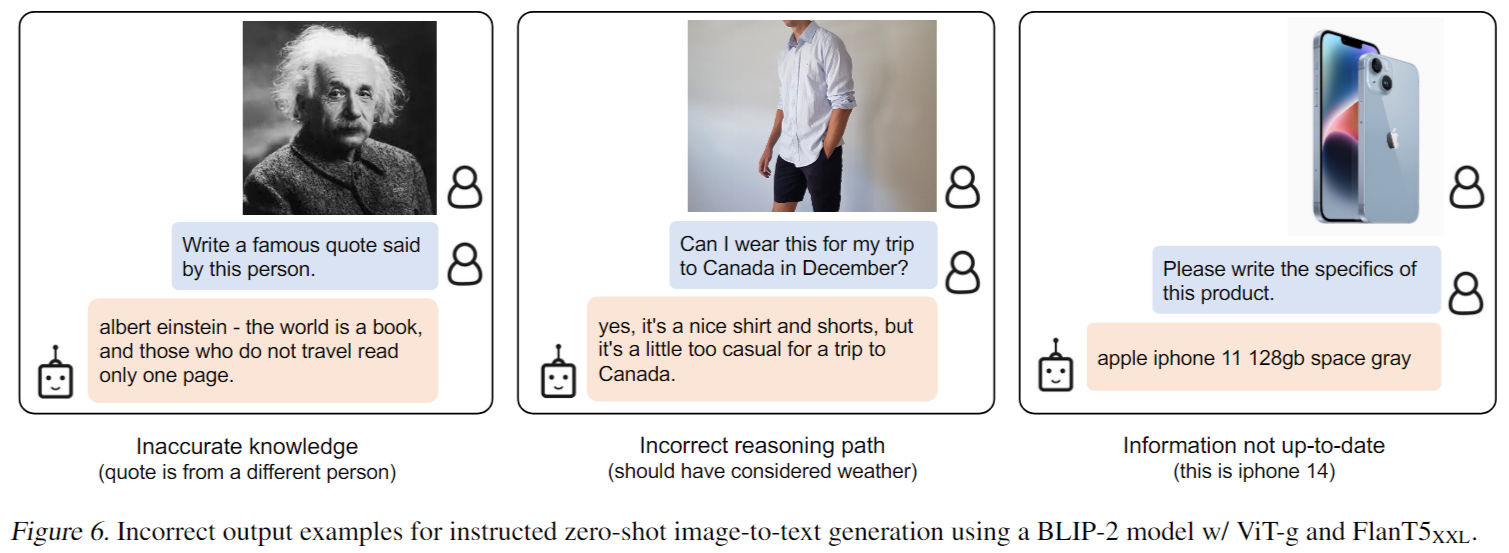 Write a famous quote said
by this person.
albert einstein - the world is a book,
and those who do not travel read
only one page.
Inaccurate knowledge
(quote is from a different person)
Can I wear this for my trip
to Canada in December?
yes, it's a nice shirt and shorts, but
it's a little too casual for a trip to
Canada.
Incorrect reasoning path
(should have considered weather)
Please write the specifics of
this product.
apple iphone 11 128gb space gray
Information not up-to-date
(this is iphone 14)
Figure 6. Incorrect output examples for instructed zero-shot image-to-text generation using a BLIP-2 model w/ ViT-g and FlanT5XXL.